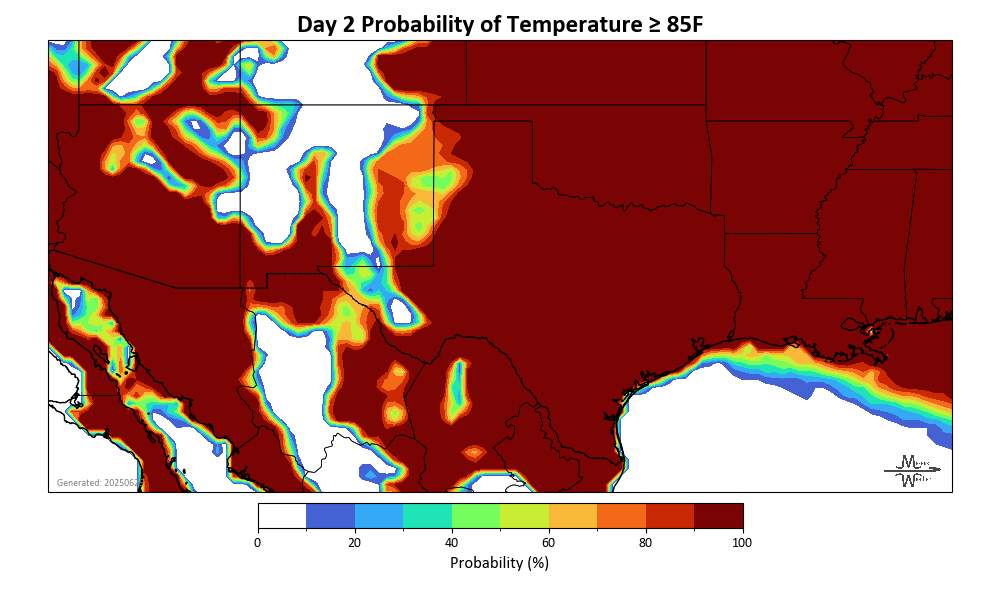 Day 2 Probability of Temperature ≥ 85F
Generated: 2025062
0 20 40 60 80 100
Probability (%)